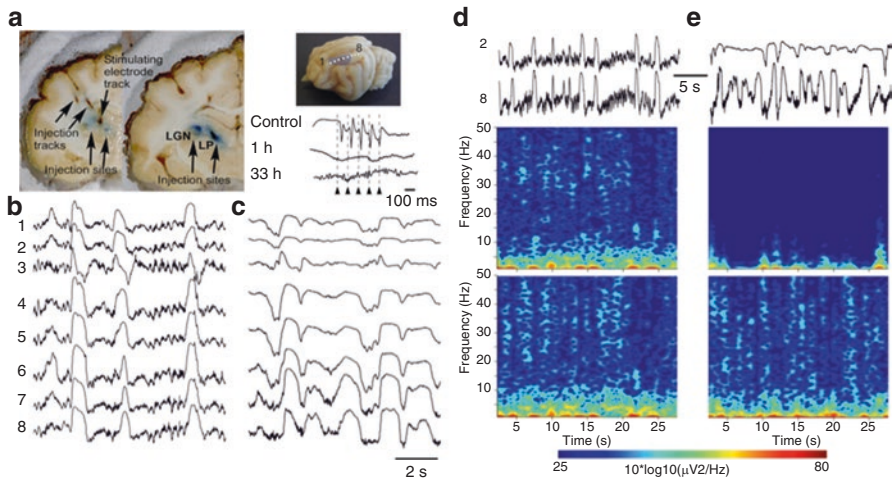 a
Stimulating
electrode
track
Injection
tracks
Injection sites
LGN
LP
Injection sites
1
8
Control
1 h
33 h
100 ms
b
1
2
3
4
5
6
7
8
c
2 s
d
2
8
5 s
e
Frequency (Hz)
50
40
30
20
10
Frequency (Hz)
50
40
30
20
10
5 10 15 20 25
Time (s)
5 10 15 20 25
Time (s)
25 10*log10(μV2/Hz) 80